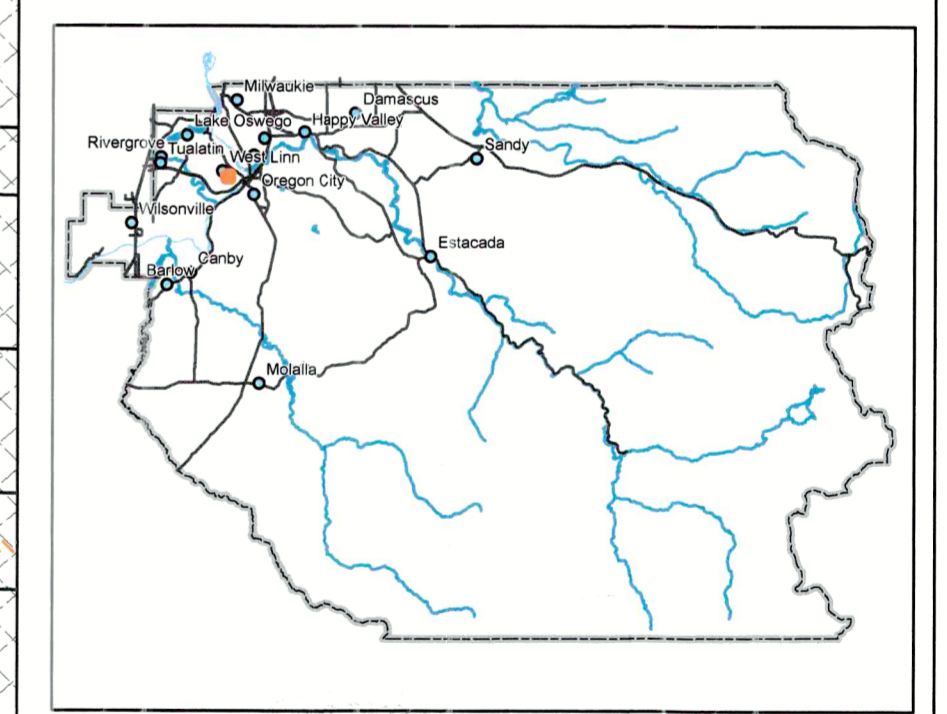 Milwaukie
Damascus
Lake Oswego
Happy Valley
Rivergrove
Tualatin
West Linn
Sandy
Oregon City
Wilsonville
Estacada
Canby
Barlow
Molalla